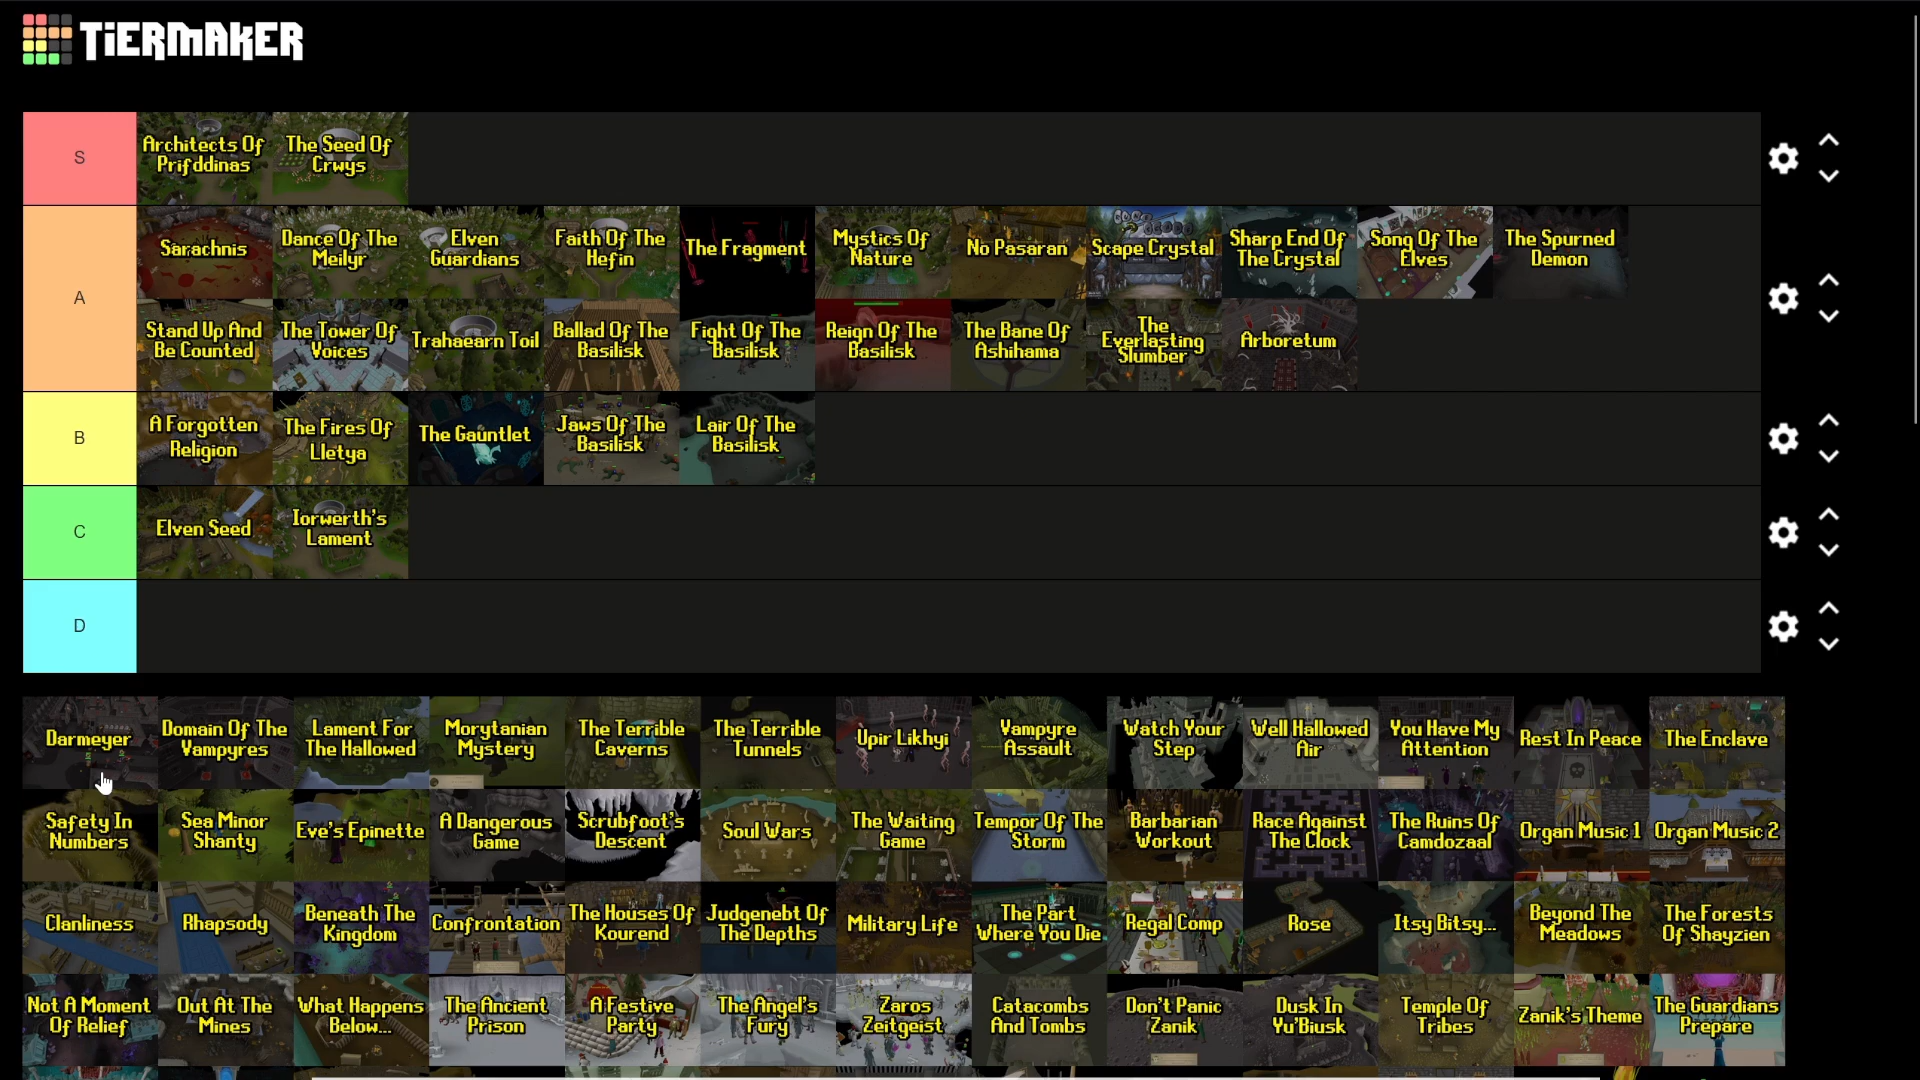 TIERMAKER
S
Architects Of
Prifddinas
The Seed Of
Crwys
A
Sarachnis
Dance Of The
Meilyr
Elven
Guardians
Faith Of The
Hefin
The Fragment
Mystics Of
Nature
No Pasaran
Scape Crystal
Sharp End Of
The Crystal
Song Of The
Elves
The Spurned
Demon
Stand Up And
Be Counted
The Tower Of
Voices
Trahaearn Toil
Ballad Of The
Basilisk
Fight Of The
Basilisk
Reign Of The
Basilisk
The Bane Of
Ashihama
The
Everlasting
Slumber
Arboretum
B
A Forgotten
Religion
The Fires Of
Lletya
The Gauntlet
Jaws Of The
Basilisk
Lair Of The
Basilisk
C
Elven Seed
Iorwerth's
Lament
D
Darmeyer
Domain Of The
Vampyres
Lament For
The Hallowed
Morytanian
Mystery
The Terrible
Caverns
The Terrible
Tunnels
Upir Likhyi
Vampyre
Assault
Watch Your
Step
Well Hallowed
Air
You Have My
Attention
Rest In Peace
The Enclave
Safety In
Numbers
Sea Minor
Shanty
Eve's Epinette
A Dangerous
Game
Scrubfoot's
Descent
Soul Wars
The Waiting
Game
Tempor Of The
Storm
Barbarian
Workout
Race Against
The Clock
The Ruins Of
Camdozaal
Organ Music 1
Organ Music 2
Clanliness
Rhapsody
Beneath The
Kingdom
Confrontation
The Houses Of
Kourend
Judgenebt Of
The Depths
Military Life
The Part
Where You Die
Regal Comp
Rose
Itsy Bitsy...
Beyond The
Meadows
The Forests
Of Shayzien
Not A Moment
Of Relief
Out At The
Mines
What Happens
Below...
The Ancient
Prison
A Festive
Party
The Angel's
Fury
Zaros
Zeitgeist
Catacombs
And Tombs
Don't Panic
Zanik
Dusk In
Yu'Biusk
Temple Of
Tribes
Zanik's Theme
The Guardians
Prepare